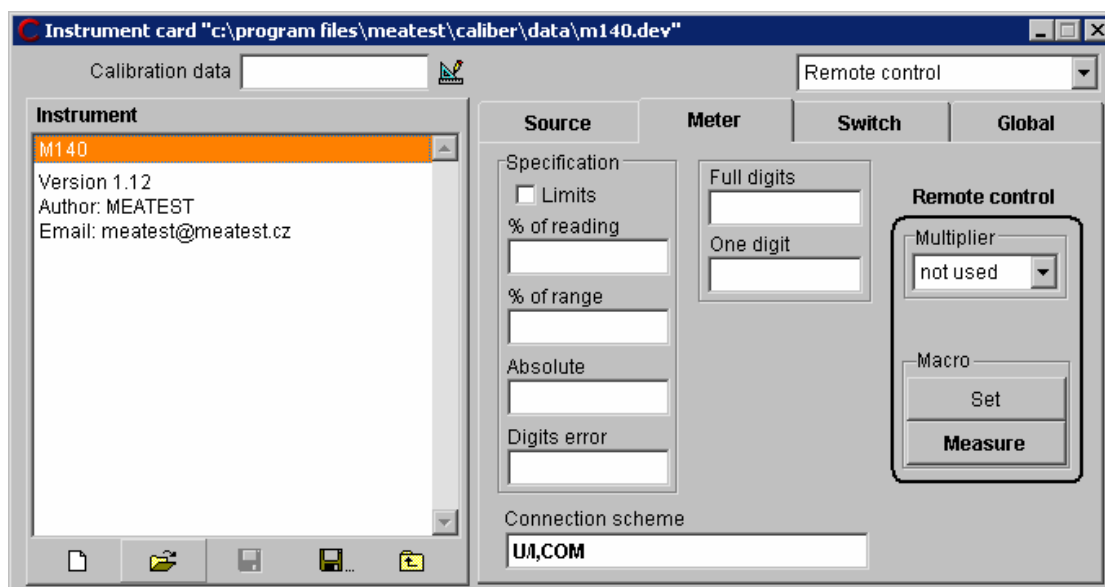 Instrument card "c:\program files\meatest\caliber\data\m140.dev"
Calibration data
Remote control
Instrument
M140
Version 1.12
Author: MEATEST
Email: meatest@meatest.cz
Source
Meter
Switch
Global
Specification
Limits
% of reading
% of range
Absolute
Digits error
Full digits
One digit
Remote control
Multiplier
not used
Macro
Set
Measure
Connection scheme
U/I,COM